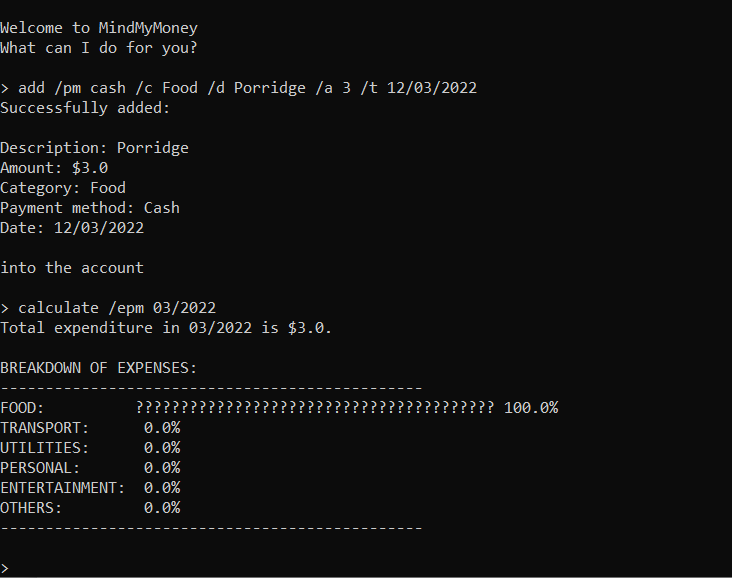 Welcome to MindMyMoney
What can I do for you?
> add /pm cash /c Food /d Porridge /a 3 /t 12/03/2022
Successfully added:
Description: Porridge
Amount: $3.0
Category: Food
Payment method: Cash
Date: 12/03/2022
into the account
> calculate /epm 03/2022
Total expenditure in 03/2022 is $3.0.
BREAKDOWN OF EXPENSES:
-----------------------------------------------
FOOD:          ???????????????????????????????????????? 100.0%
TRANSPORT:      0.0%
UTILITIES:      0.0%
PERSONAL:       0.0%
ENTERTAINMENT:  0.0%
OTHERS:         0.0%
-----------------------------------------------
>